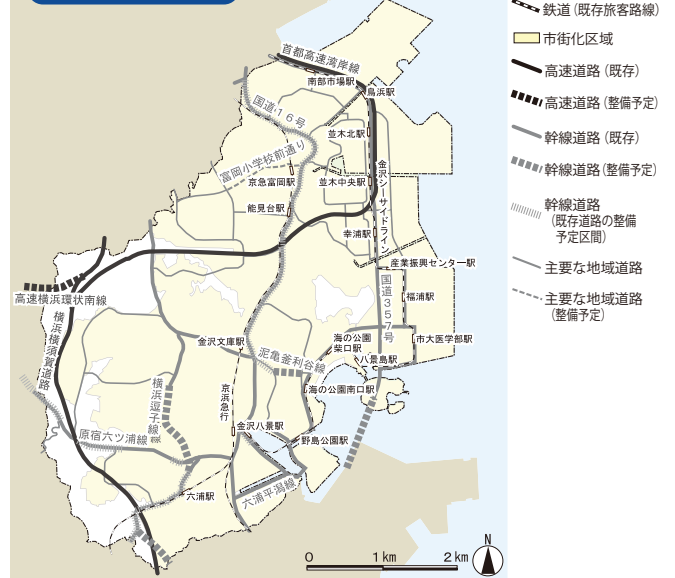 鉄道(既存旅客路線)
市街化区域
高速道路(既存)
高速道路(整備予定)
幹線道路(既存)
幹線道路(整備予定)
幹線道路
(既存道路の整備
予定区間)
主要な地域道路
主要な地域道路
(整備予定)
首都高速湾岸線
南部市場駅
鳥浜駅
国道16号
並木北駅
富岡小学校前通り
京急富岡駅
並木中央駅
金沢シーサイドライン
能見台駅
幸浦駅
産業振興センター駅
高速横浜環状南線
国道357号
福浦駅
横浜横須賀道路
金沢文庫駅
海の公園
柴口駅
市大医学部駅
泥亀釜利谷線
八景島駅
横浜逗子線
京浜急行
海の公園南口駅
原宿六ツ浦線
金沢八景駅
野島公園駅
六浦駅
六浦平潟線
N
0 1km 2km